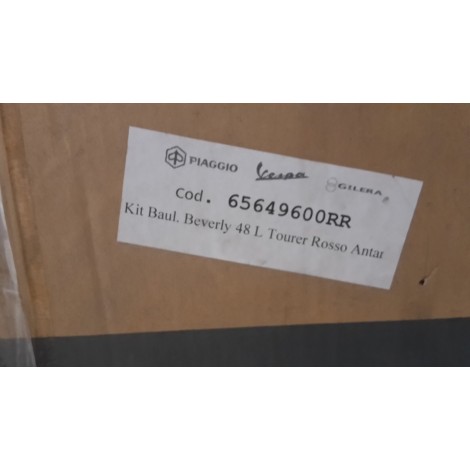 PIAGGIO Vespa GILERA
Cod. 65649600RR
Kit Baul. Beverly 48 L Tourer Rosso Antar